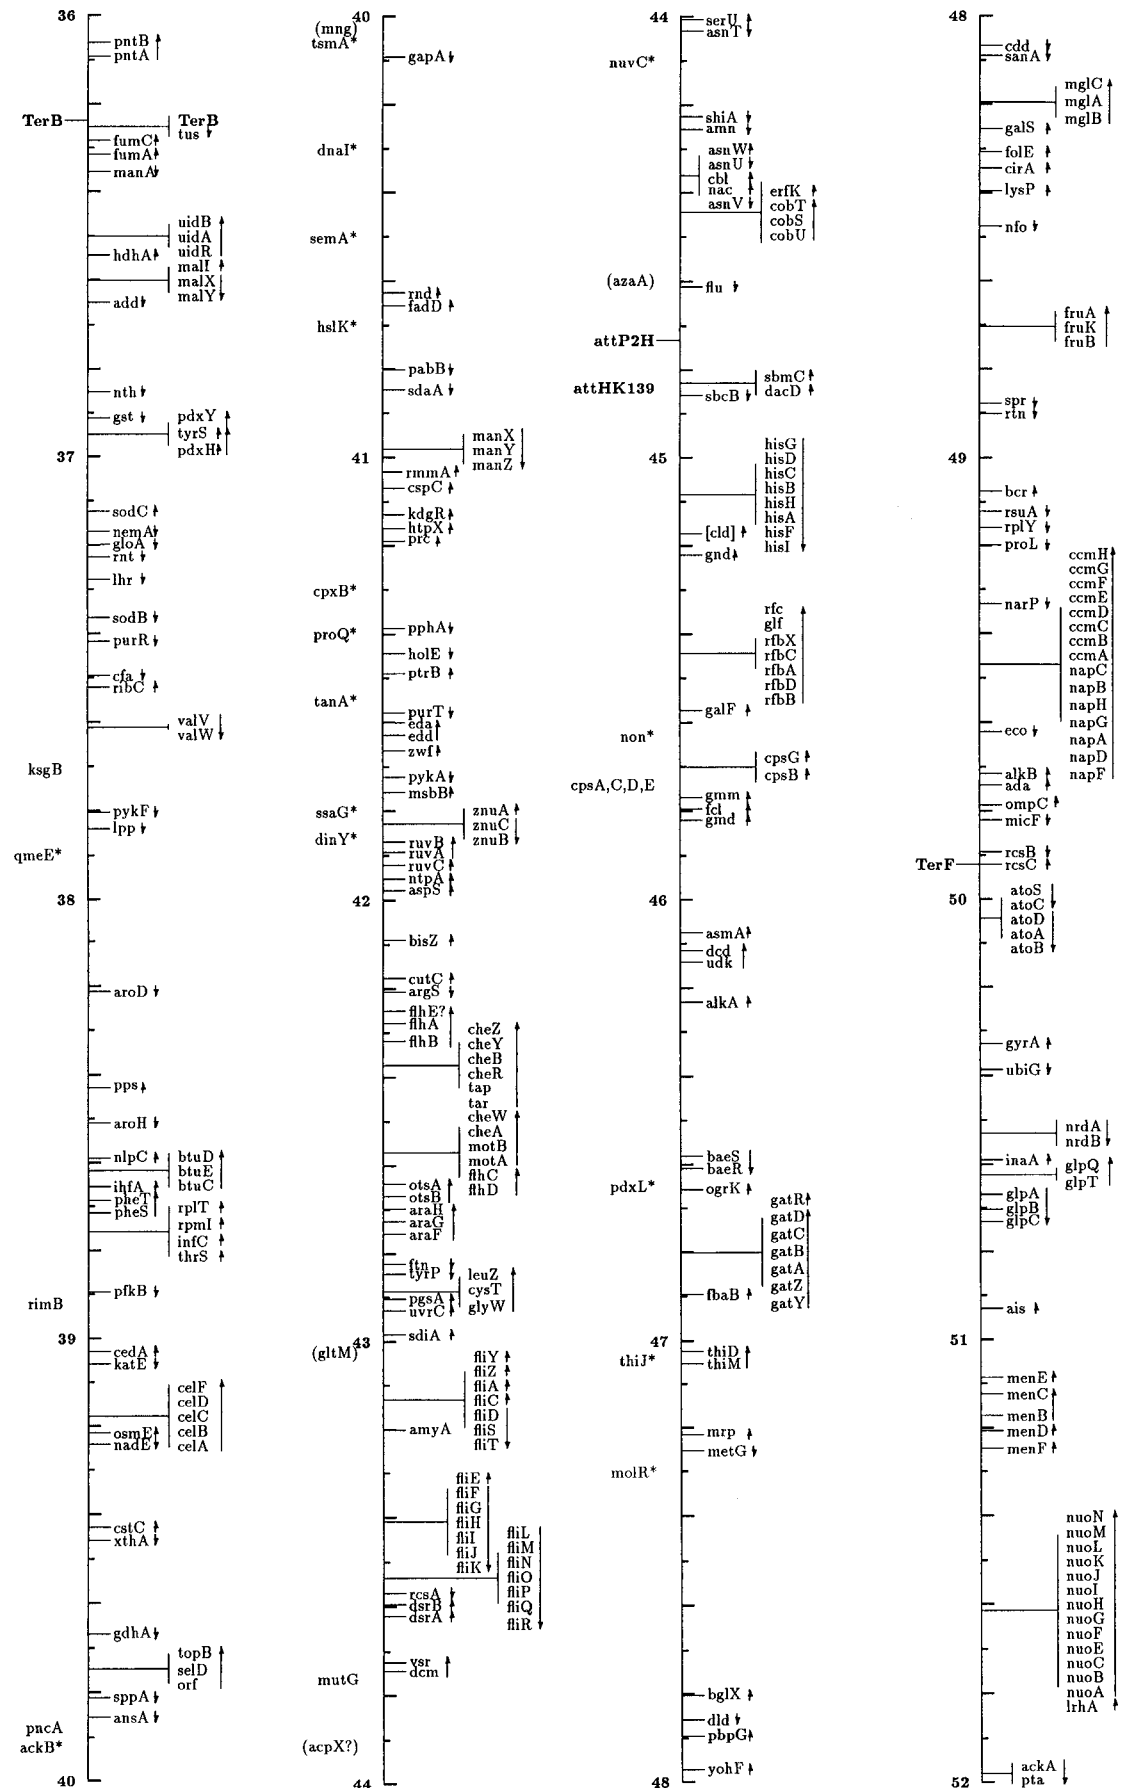 36
pntB
pntA
TerB
TerB
tus
fumC
fumA
manA
uidB
uidA
uidR
hdhA
malI
malX
malY
add
nth
gst
pdxY
tyrS
pdxH
37
sodC
nemA
gloA
rnt
lhr
sodB
purR
cfa
ribC
valV
valW
ksgB
pykF
lpp
qmeE*
38
aroD
pps
aroH
nlpC
btuD
btuE
btuC
ihfA
pheT
pheS
rplT
rpmI
infC
thrS
pfkB
rimB
39
cedA
katE
celF
celD
celC
celB
celA
osmE
nadE
cstC
xthA
gdhA
topB
selD
orf
sppA
ansA
pncA
ackB*
40
40
(mng)
tsmA*
gapA
dnaI*
semA*
rnd
fadD
hslK*
pabB
sdaA
manX
manY
manZ
41
rmmA
cspC
kdgR
htpX
prc
cpxB*
proQ*
pphA
holE
ptrB
tanA*
purT
eda
edd
zwf
pykA
msbB
ssaG*
znuA
znuC
znuB
dinY*
ruvB
ruvA
ruvC
ntpA
aspS
42
bisZ
cutC
argS
flhE?
flhA
flhB
cheZ
cheY
cheB
cheR
tap
tar
cheW
cheA
motB
motA
flhC
flhD
otsA
otsB
araH
araG
araF
ftn
tyrP
leuZ
cysT
glyW
pgsA
uvrC
sdiA
43
(gltM)
fliY
fliZ
fliA
fliC
fliD
fliS
fliT
amyA
fliE
fliF
fliG
fliH
fliI
fliJ
fliK
fliL
fliM
fliN
fliO
fliP
fliQ
fliR
rcsA
dsrB
dsrA
vsr
dcm
mutG
(acpX?)
44
44
serU
asnT
nuvC*
shiA
amn
asnW
asnU
cbl
nac
asnV
erfK
cobT
cobS
cobU
(azaA)
flu
attP2H
attHK139
sbmC
dacD
sbcB
45
hisG
hisD
hisC
hisB
hisH
hisA
hisF
hisI
[cld]
gnd
rfc
glf
rfbX
rfbC
rfbA
rfbD
rfbB
galF
non*
cpsG
cpsB
cpsA,C,D,E
gmm
fcl
gmd
46
asmA
dcd
udk
alkA
baeS
baeR
pdxL*
ogrK
gatR
gatD
gatC
gatB
gatA
gatZ
gatY
fbaB
47
thiD
thiJ*
thiM
mrp
metG
molR*
bglX
dld
pbpG
yohF
48
48
cdd
sanA
mglC
mglA
mglB
galS
folE
cirA
lysP
nfo
fruA
fruK
fruB
spr
rtn
49
bcr
rsuA
rplY
proL
narP
ccmH
ccmG
ccmF
ccmE
ccmD
ccmC
ccmB
ccmA
napC
napB
napH
napG
napA
napD
napF
eco
alkB
ada
ompC
micF
rcsB
TerF
rcsC
50
atoS
atoC
atoD
atoA
atoB
gyrA
ubiG
nrdA
nrdB
inaA
glpQ
glpT
glpA
glpB
glpC
ais
51
menE
menC
menB
menD
menF
nuoN
nuoM
nuoL
nuoK
nuoJ
nuoI
nuoH
nuoG
nuoF
nuoE
nuoC
nuoB
nuoA
lrhA
ackA
pta
52